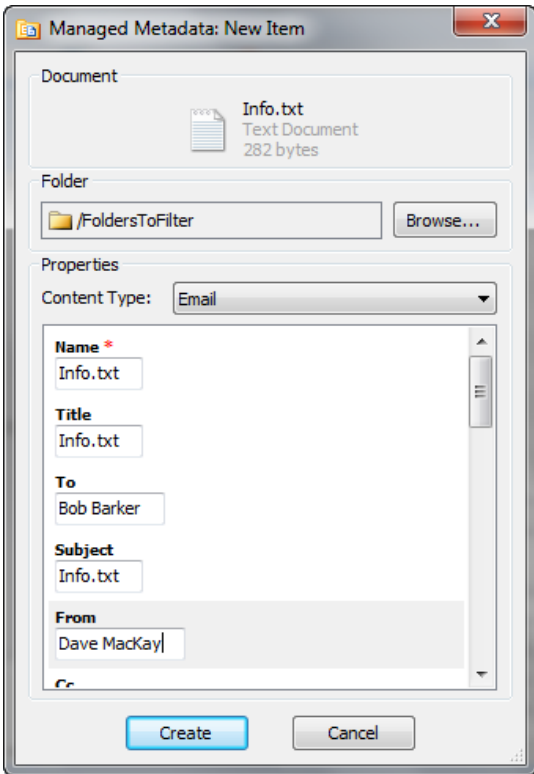 Managed Metadata: New Item
Document
Info.txt
Text Document
282 bytes
Folder
/FoldersToFilter
Browse...
Properties
Content Type: Email
Name *
Info.txt
Title
Info.txt
To
Bob Barker
Subject
Info.txt
From
Dave MacKay
Cc
Create Cancel